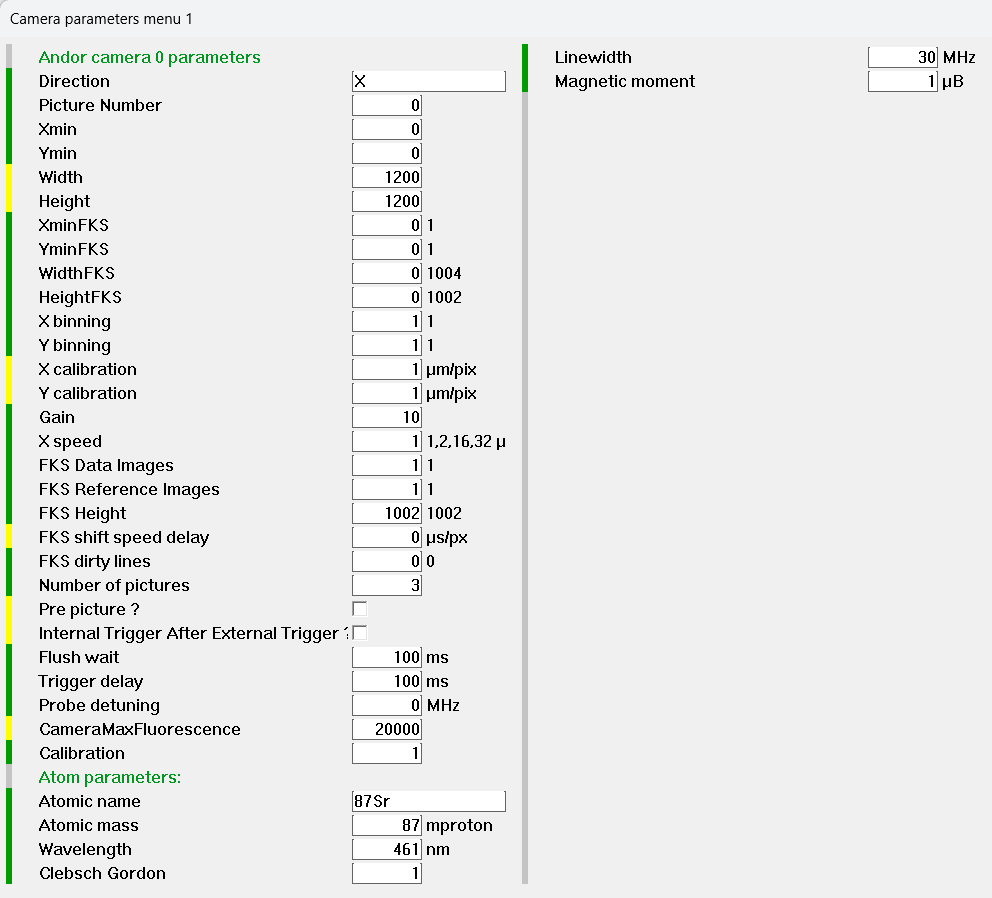 Camera parameters menu 1
Andor camera 0 parameters
Direction X
Picture Number 0
Xmin 0
Ymin 0
Width 1200
Height 1200
XminFKS 0 1
YminFKS 0 1
WidthFKS 0 1004
HeightFKS 0 1002
X binning 1 1
Y binning 1 1
X calibration 1 µm/pix
Y calibration 1 µm/pix
Gain 10
X speed 1 1,2,16,32 µ
FKS Data Images 1 1
FKS Reference Images 1 1
FKS Height 1002 1002
FKS shift speed delay 0 µs/px
FKS dirty lines 0 0
Number of pictures 3
Pre picture ?
Internal Trigger After External Trigger ?
Flush wait 100 ms
Trigger delay 100 ms
Probe detuning 0 MHz
CameraMaxFluorescence 20000
Calibration 1
Atom parameters:
Atomic name 87Sr
Atomic mass 87 mproton
Wavelength 461 nm
Clebsch Gordon 1
Linewidth 30 MHz
Magnetic moment 1 µB